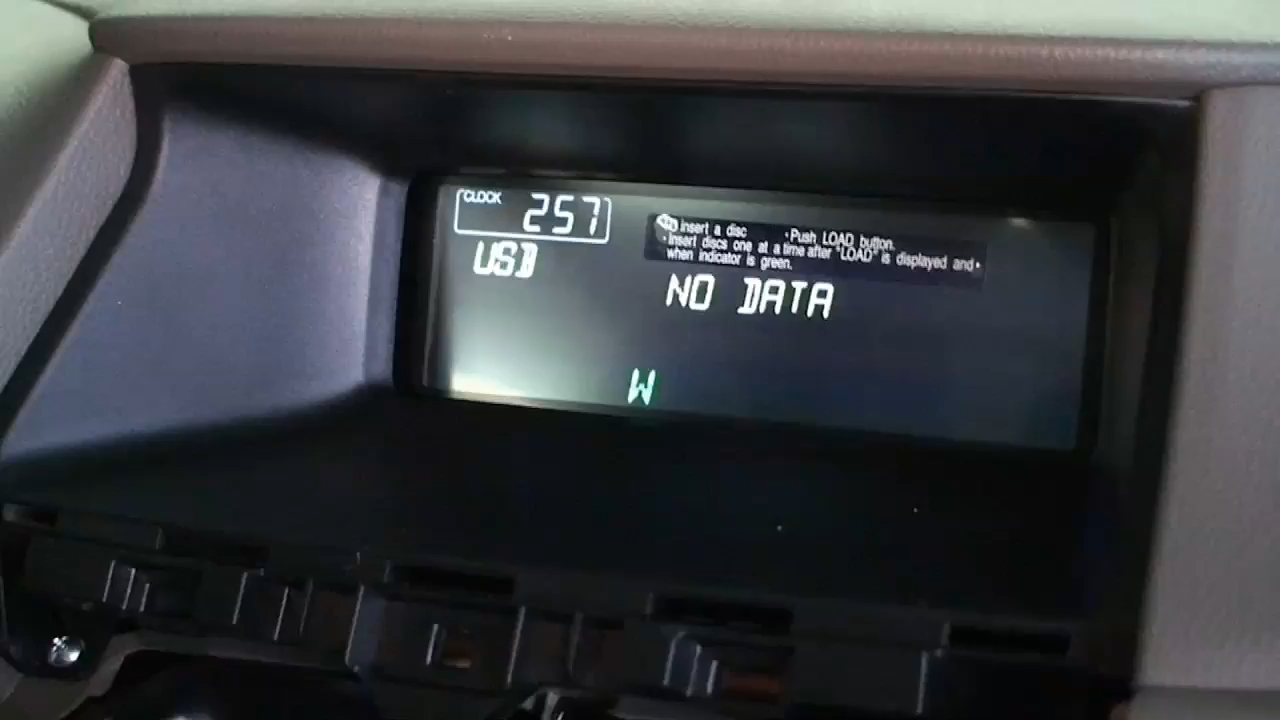 CLOCK 257
insert a disc ·Push LOAD button.
·Insert discs one at a time after "LOAD" is displayed and·
when indicator is green.
USB
NO DATA
W